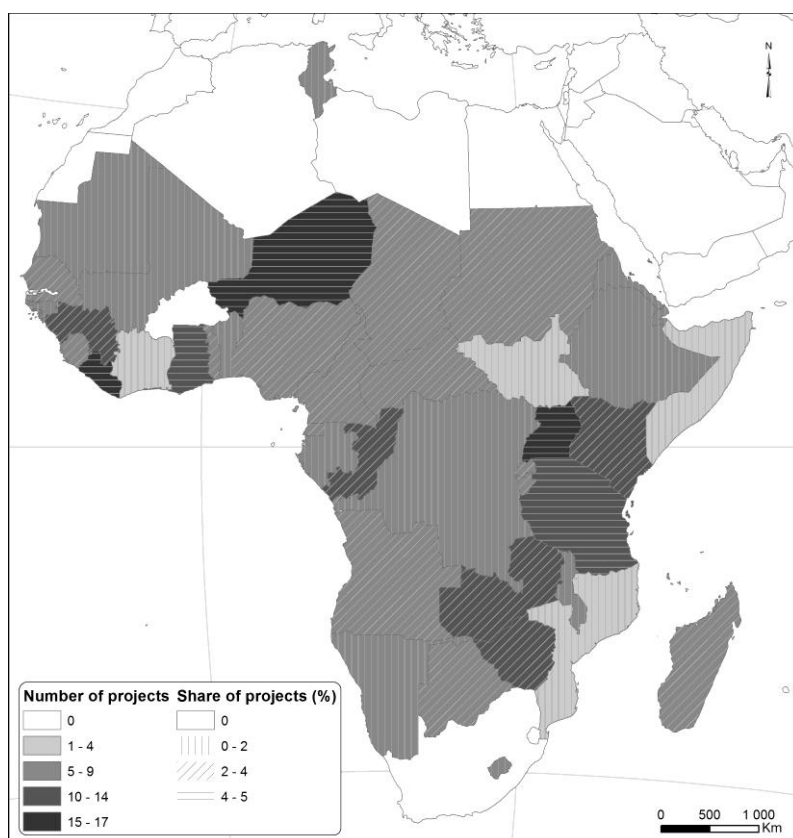 N
Number of projects
0
1 - 4
5 - 9
10 - 14
15 - 17
Share of projects (%)
0
0 - 2
2 - 4
4 - 5
0 500 1 000
Km